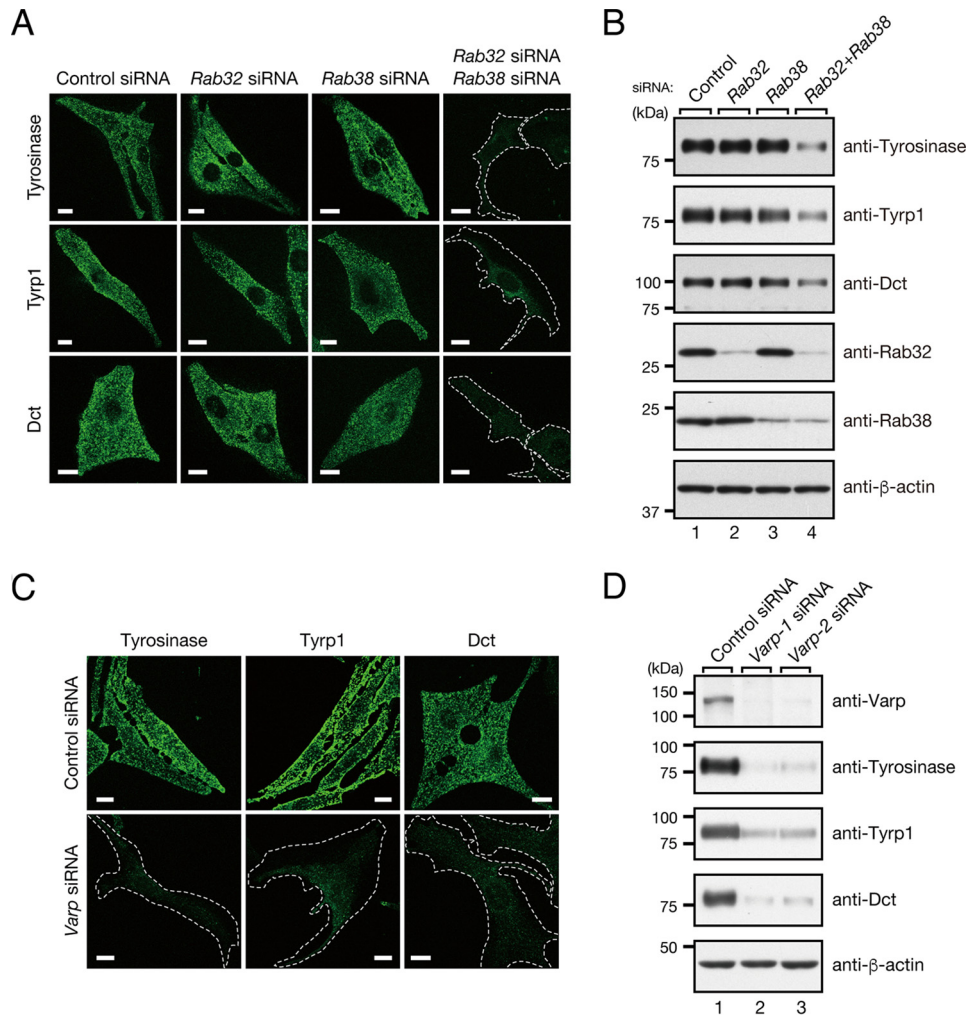 A
Control siRNA Rab32 siRNA Rab38 siRNA Rab32 siRNA
Rab38 siRNA
Tyrosinase
Tyrp1
Dct
B
siRNA: Control Rab32 Rab38 Rab32+Rab38
(kDa)
75 anti-Tyrosinase
75 anti-Tyrp1
100 anti-Dct
75
anti-Rab32
25
25
anti-Rab38
anti-β-actin
37
1 2 3 4
C
Tyrosinase Tyrp1 Dct
Control siRNA
Varp siRNA
D
Control siRNA Varp-1 siRNA Varp-2 siRNA
(kDa)
150 anti-Varp
100
100
75 anti-Tyrosinase
100
anti-Tyrp1
75
75 anti-Dct
50
anti-β-actin
1 2 3